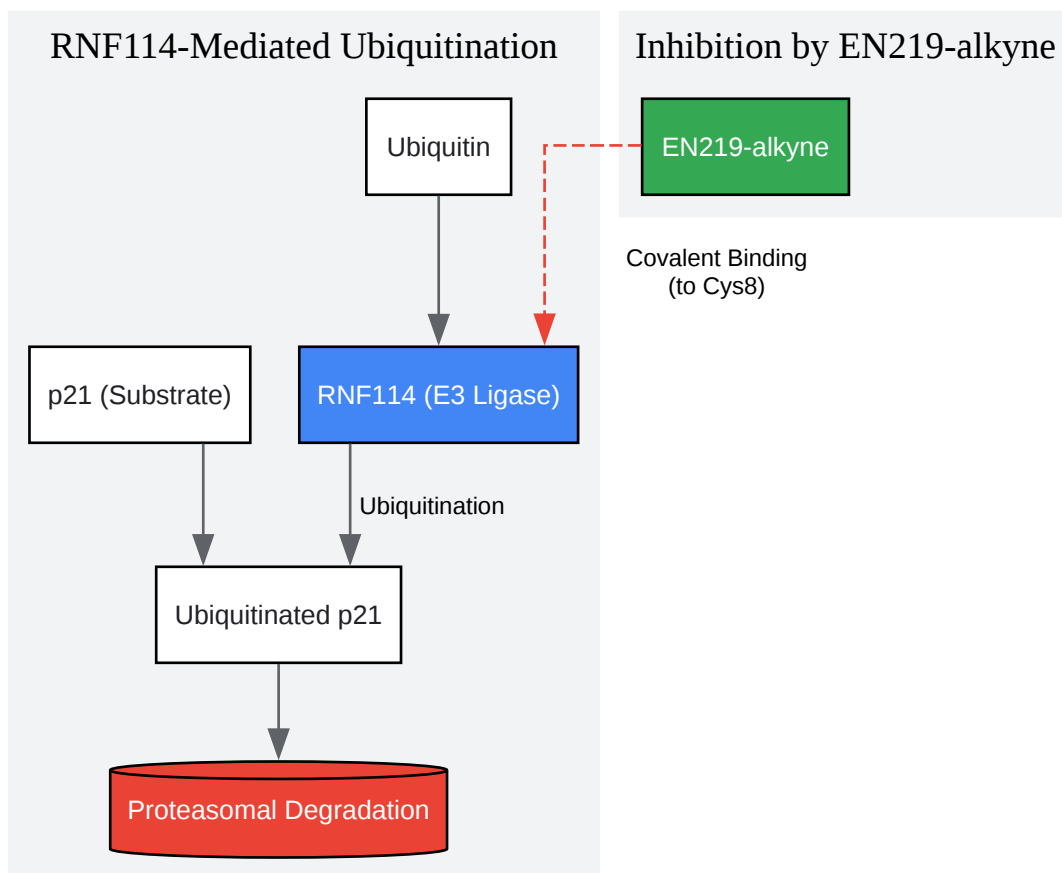 RNF114-Mediated Ubiquitination
Inhibition by EN219-alkyne
Ubiquitin
EN219-alkyne
Covalent Binding
(to Cys8)
p21 (Substrate)
RNF114 (E3 Ligase)
Ubiquitination
Ubiquitinated p21
Proteasomal Degradation